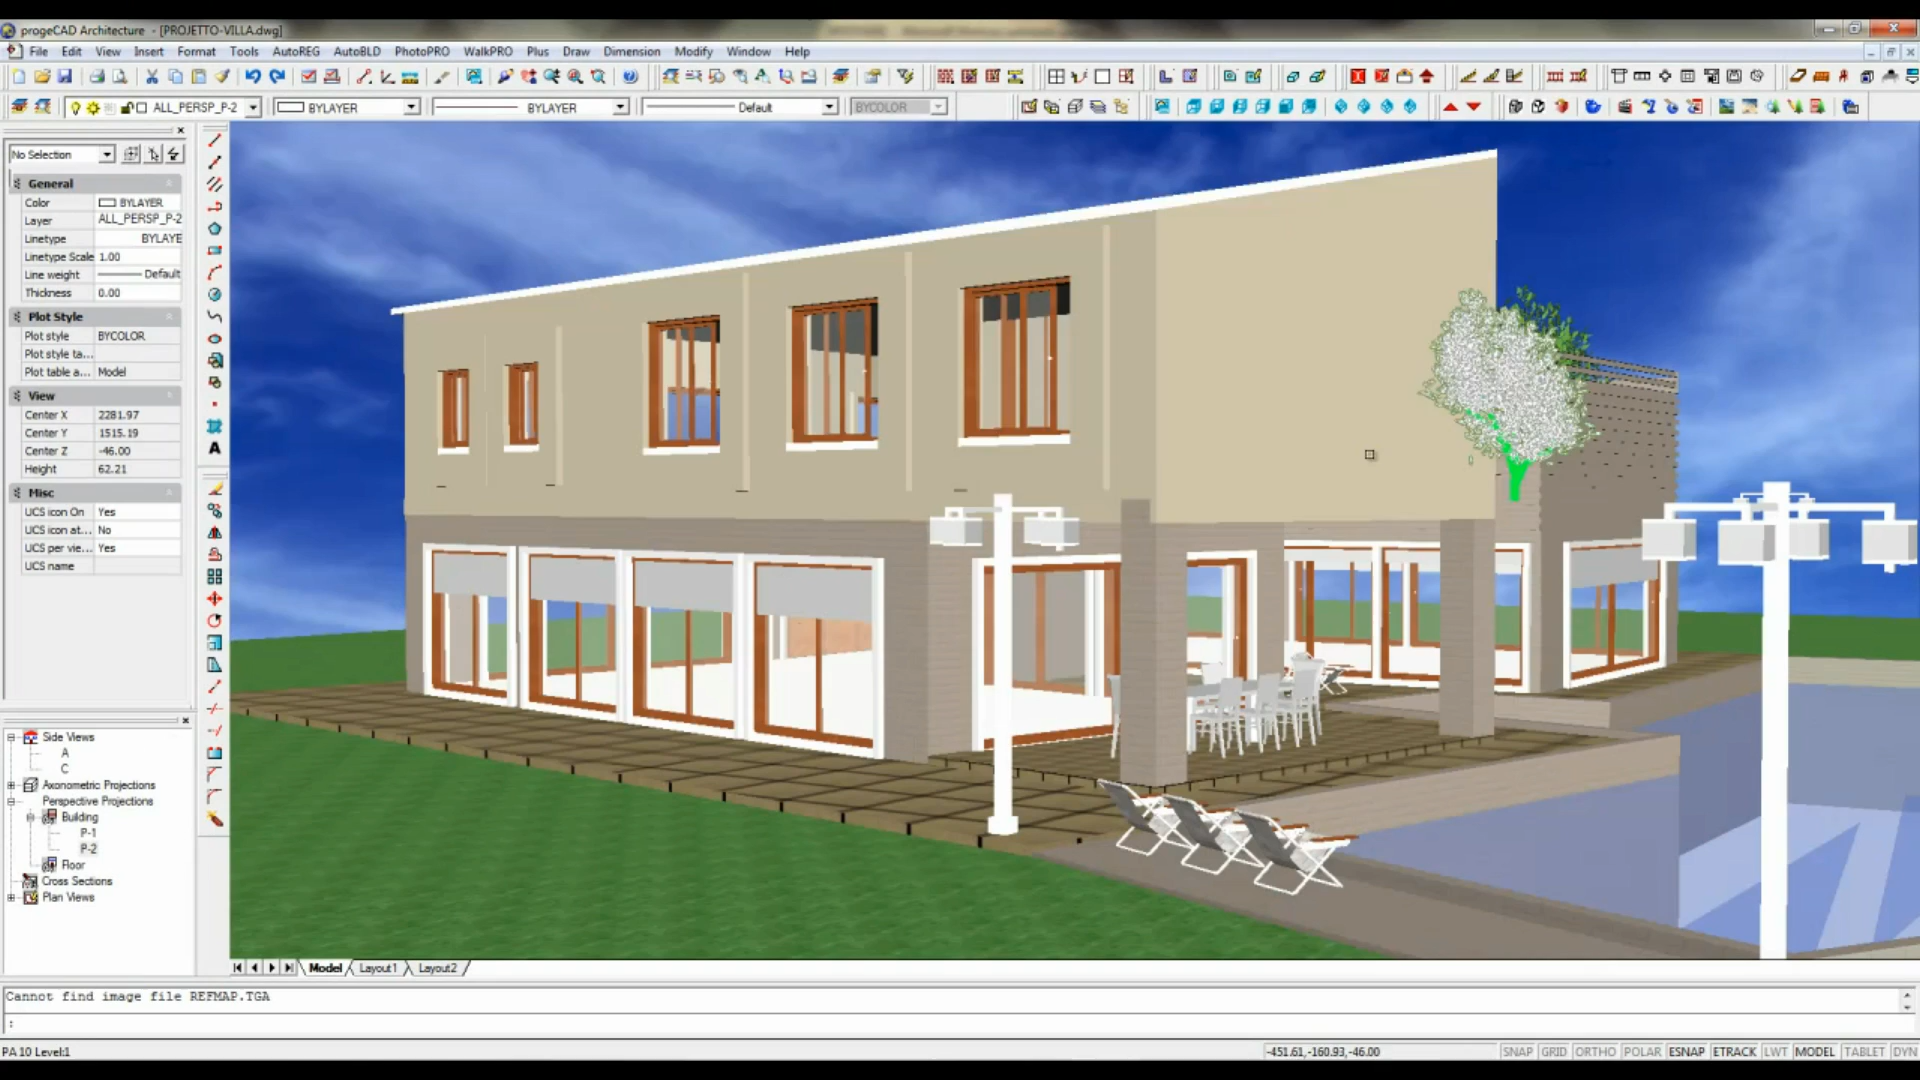 progeCAD Architecture - [PROJETTO-VILLA.dwg]
File Edit View Insert Format Tools AutoREG AutoBLD PhotoPRO WalkPRO Plus Draw Dimension Modify Window Help
ALL_PERSP_P-2 BYLAYER BYLAYER Default BYCOLOR
No Selection
General
Color BYLAYER
Layer ALL_PERSP_P-2
Linetype BYLAYE
Linetype Scale 1.00
Line weight Default
Thickness 0.00
Plot Style
Plot style BYCOLOR
Plot style ta...
Plot table a... Model
View
Center X 2281.97
Center Y 1515.19
Center Z -46.00
Height 62.21
Misc
UCS icon On Yes
UCS icon at... No
UCS per vie... Yes
UCS name
Side Views
A
C
Axonometric Projections
Perspective Projections
Building
P-1
P-2
Floor
Cross Sections
Plan Views
Model Layout1 Layout2
Cannot find image file REFMAP.TGA
:
PA 10 Level:1 -451.61,-160.93,-46.00 SNAP GRID ORTHO POLAR ESNAP ETRACK LWT MODEL TABLET DYN